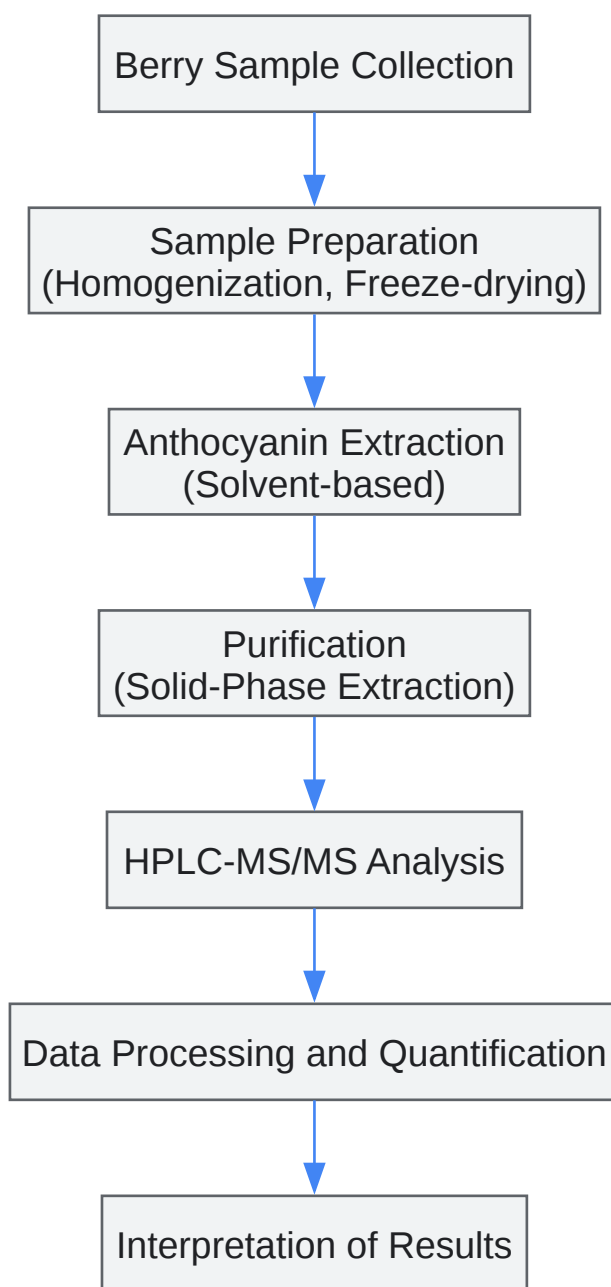 Berry Sample Collection
Sample Preparation
(Homogenization, Freeze-drying)
Anthocyanin Extraction
(Solvent-based)
Purification
(Solid-Phase Extraction)
HPLC-MS/MS Analysis
Data Processing and Quantification
Interpretation of Results